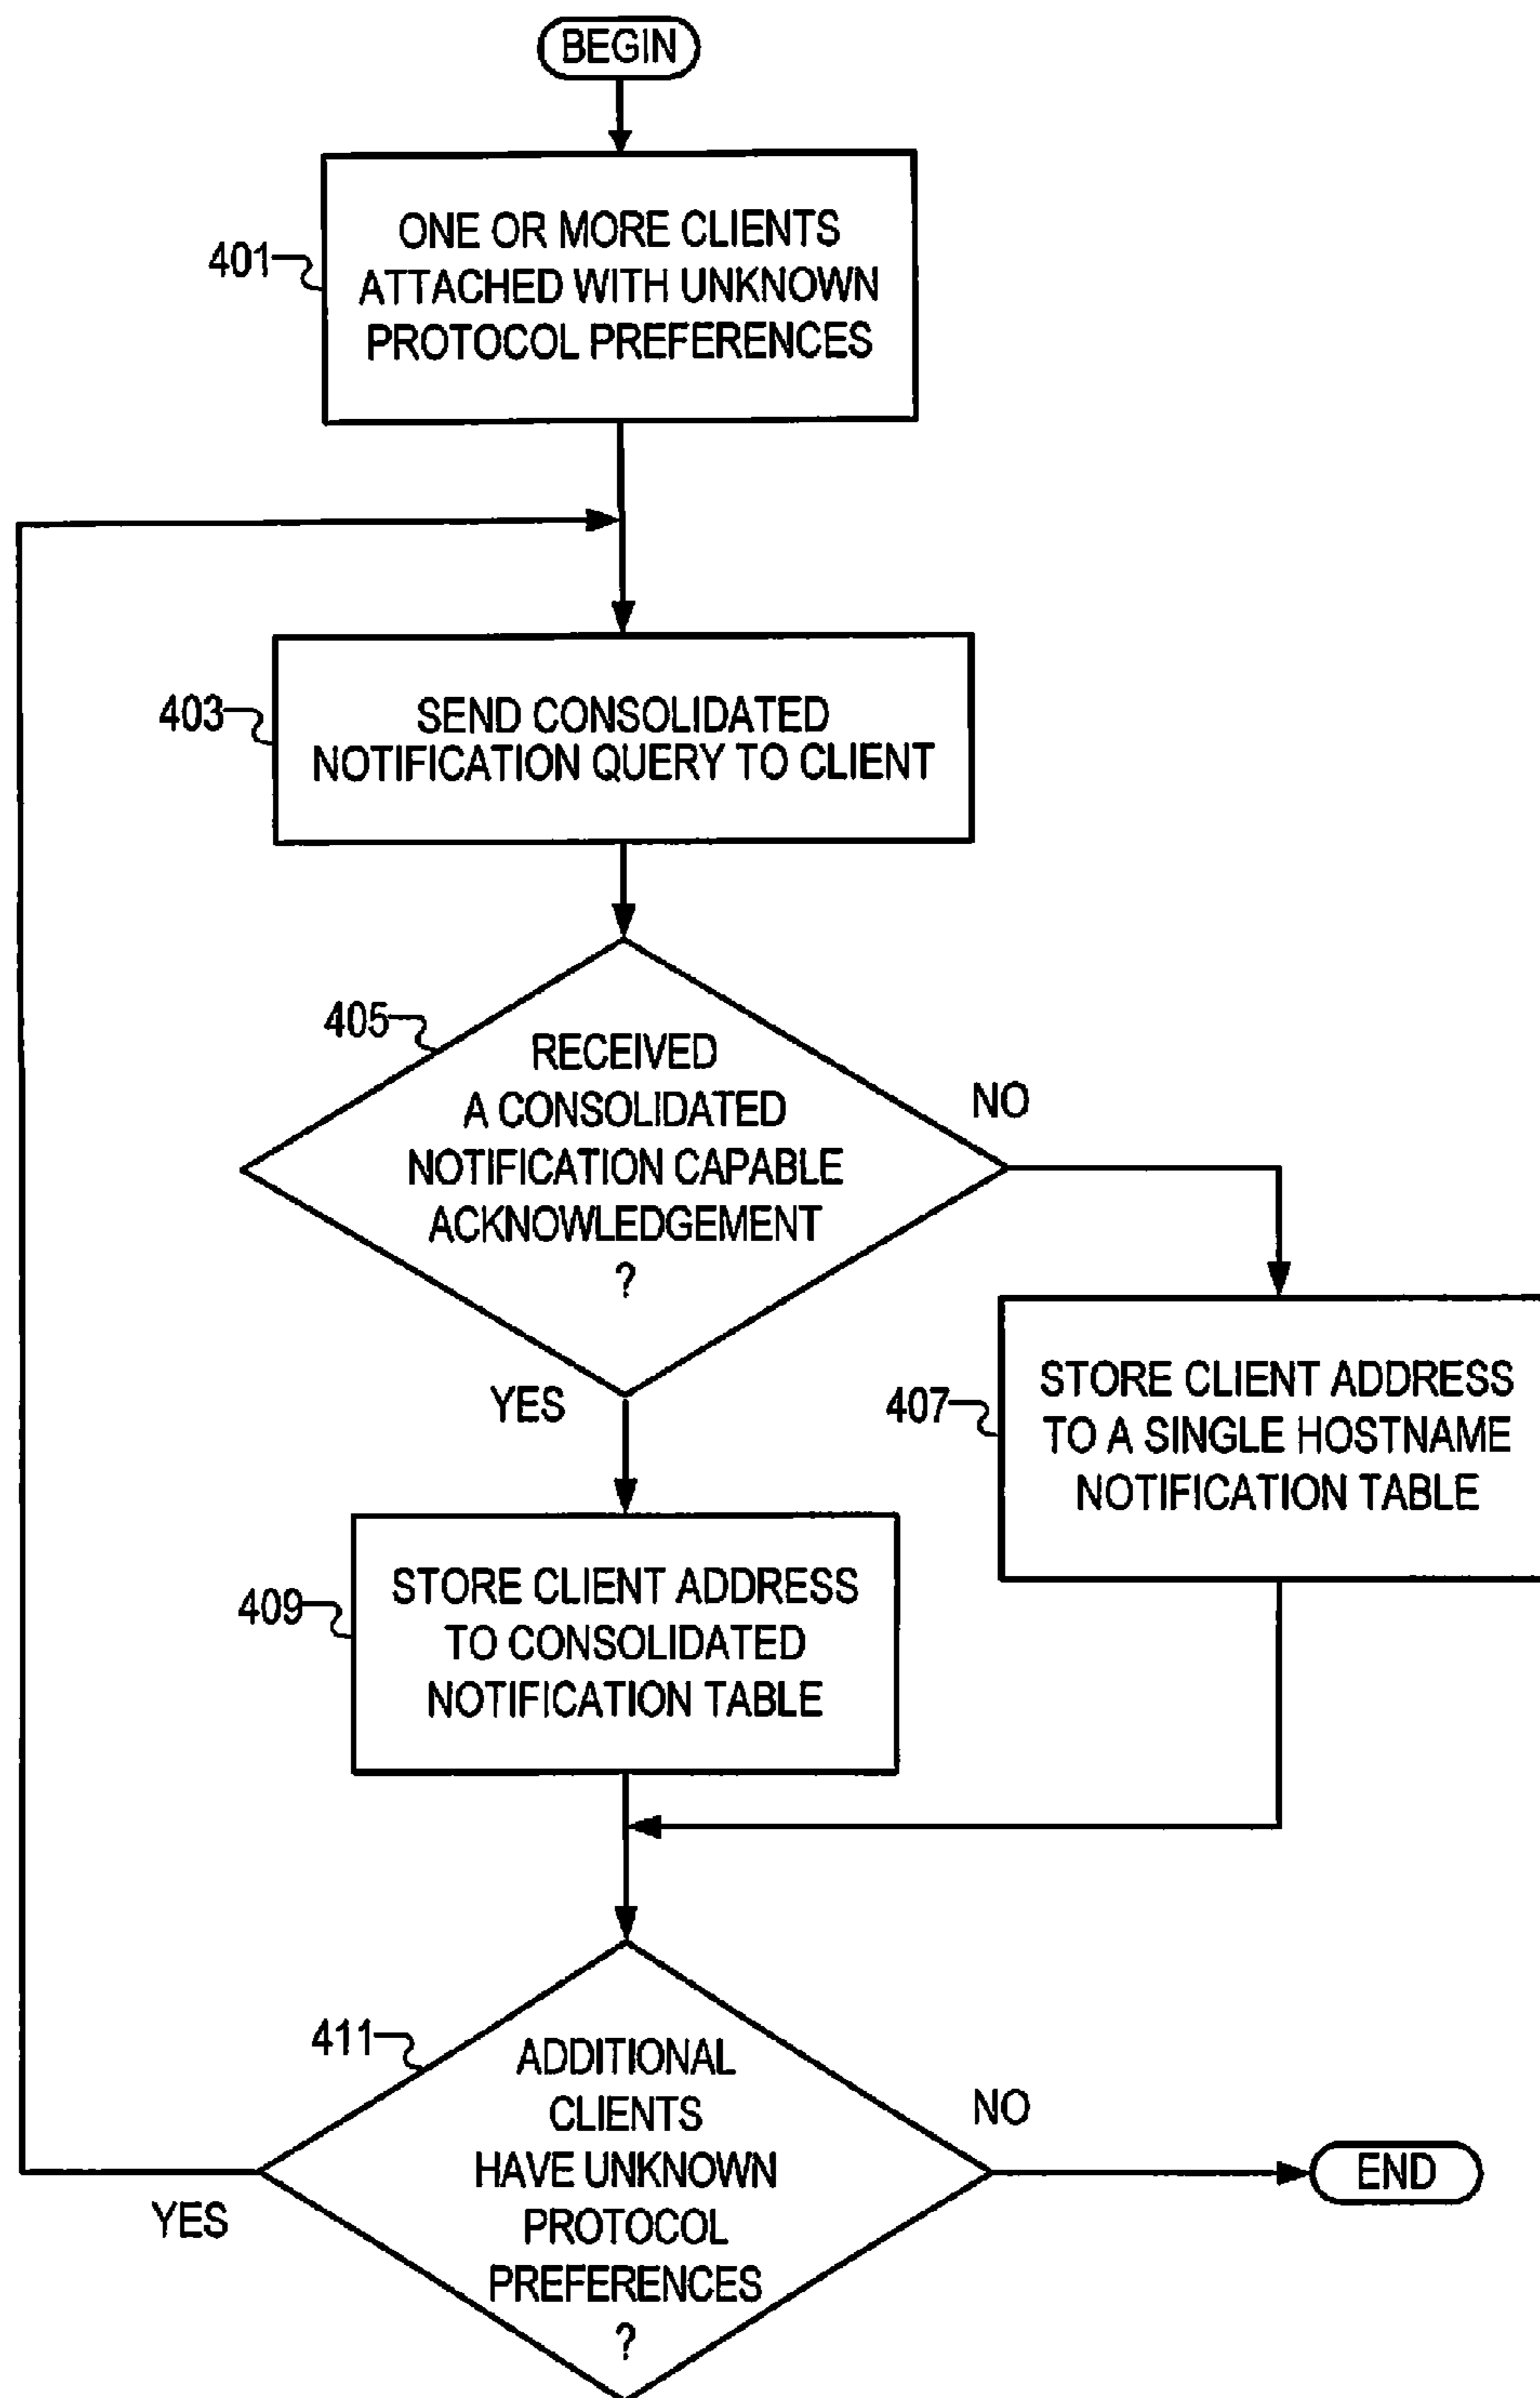 BEGIN
401
ONE OR MORE CLIENTS
ATTACHED WITH UNKNOWN
PROTOCOL PREFERENCES
403
SEND CONSOLIDATED
NOTIFICATION QUERY TO CLIENT
405
RECEIVED
A CONSOLIDATED
NOTIFICATION CAPABLE
ACKNOWLEDGEMENT
?
NO
YES
407
STORE CLIENT ADDRESS
TO A SINGLE HOSTNAME
NOTIFICATION TABLE
409
STORE CLIENT ADDRESS
TO CONSOLIDATED
NOTIFICATION TABLE
411
ADDITIONAL
CLIENTS
HAVE UNKNOWN
PROTOCOL
PREFERENCES
?
NO
END
YES